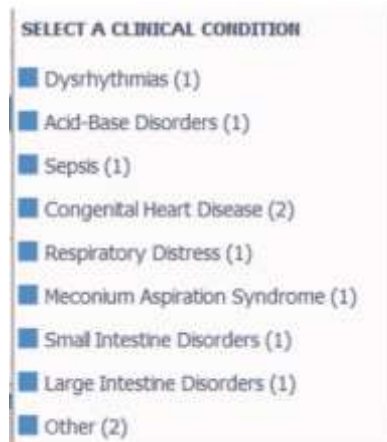 SELECT A CLINICAL CONDITION
Dysrhythmias (1)
Acid-Base Disorders (1)
Sepsis (1)
Congenital Heart Disease (2)
Respiratory Distress (1)
Meconium Aspiration Syndrome (1)
Small Intestine Disorders (1)
Large Intestine Disorders (1)
Other (2)